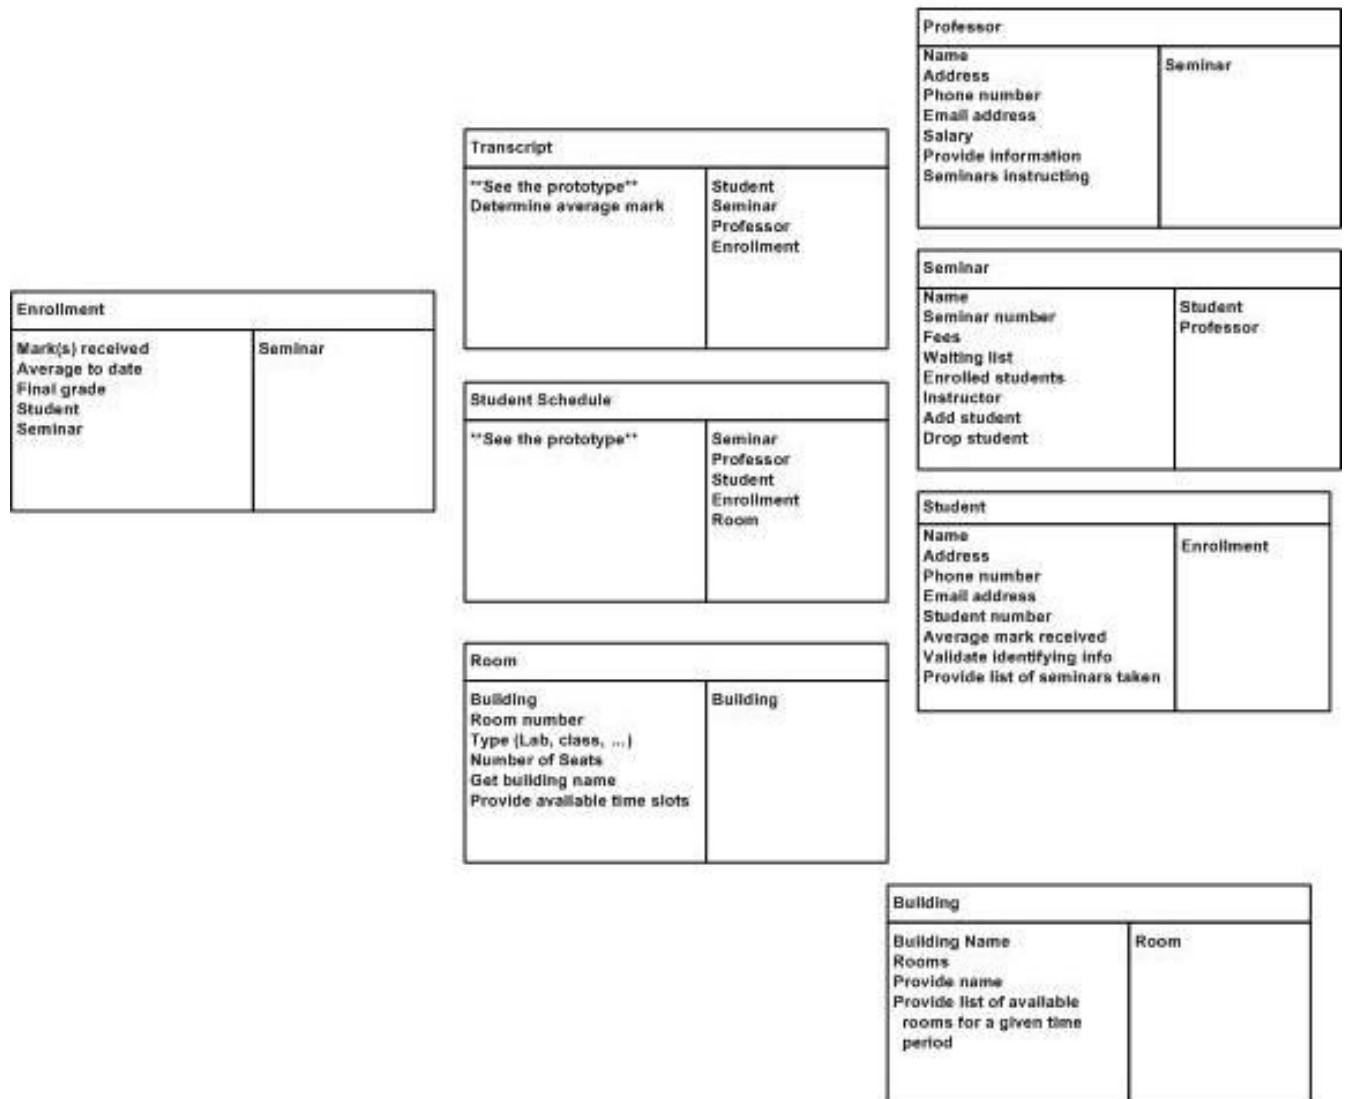 Professor
Name
Address
Phone number
Email address
Salary
Provide information
Seminars instructing
Seminar
Transcript
**See the prototype**
Determine average mark
Student
Seminar
Professor
Enrollment
Seminar
Name
Seminar number
Fees
Waiting list
Enrolled students
Instructor
Add student
Drop student
Student
Professor
Enrollment
Mark(s) received
Average to date
Final grade
Student
Seminar
Seminar
Student Schedule
**See the prototype**
Seminar
Professor
Student
Enrollment
Room
Student
Name
Address
Phone number
Email address
Student number
Average mark received
Validate identifying info
Provide list of seminars taken
Enrollment
Room
Building
Room number
Type (Lab, class, ...)
Number of Seats
Get building name
Provide available time slots
Building
Building
Building Name
Rooms
Provide name
Provide list of available
rooms for a given time
period
Room